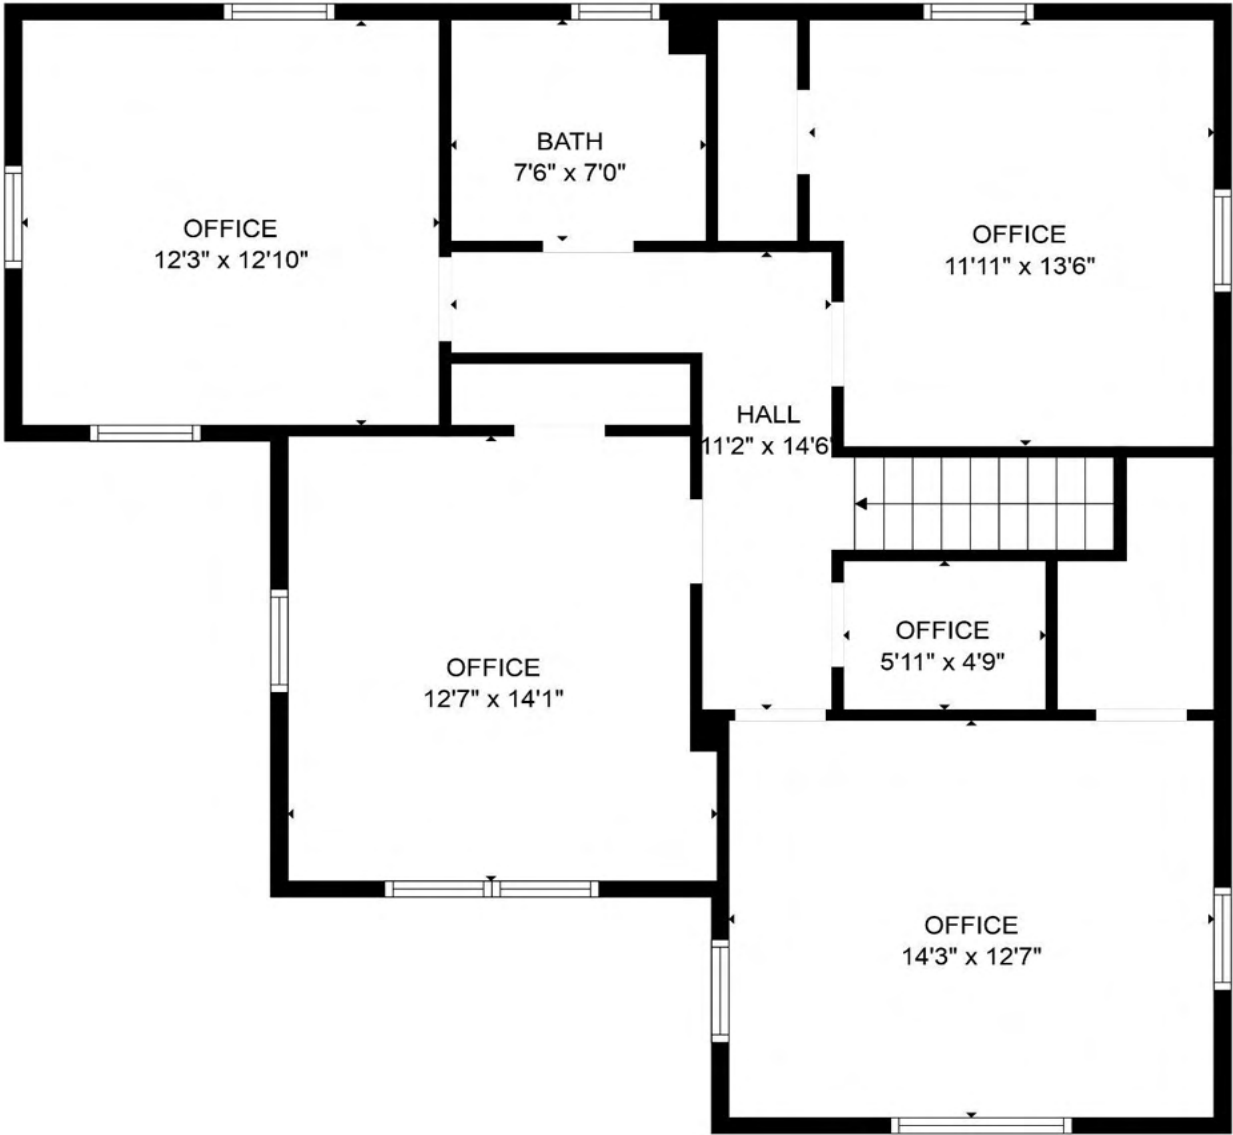 BATH
7'6" x 7'0"
OFFICE
12'3" x 12'10"
OFFICE
11'11" x 13'6"
HALL
11'2" x 14'6"
OFFICE
5'11" x 4'9"
OFFICE
12'7" x 14'1"
OFFICE
14'3" x 12'7"